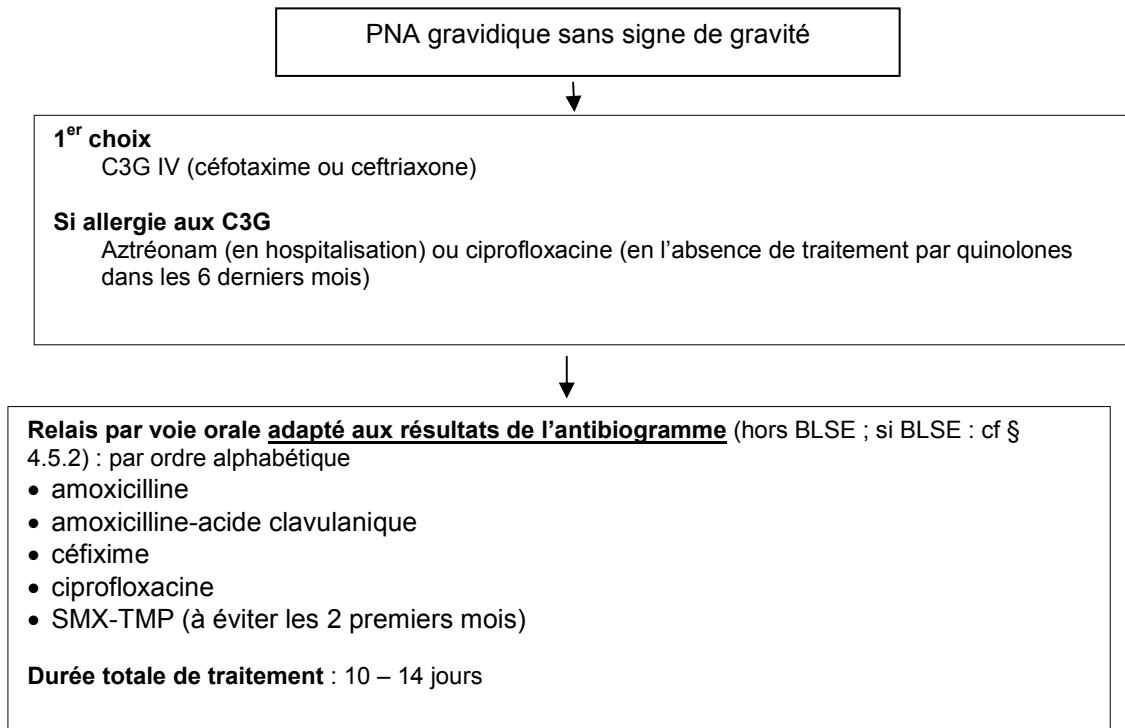 PNA gravidique sans signe de gravité
1er choix
C3G IV (céfotaxime ou ceftriaxone)
Si allergie aux C3G
Aztréonam (en hospitalisation) ou ciprofloxacine (en l’absence de traitement par quinolones
dans les 6 derniers mois)
Relais par voie orale adapté aux résultats de l’antibiogramme (hors BLSE ; si BLSE : cf §
4.5.2) : par ordre alphabétique
• amoxicilline
• amoxicilline-acide clavulanique
• céfixime
• ciprofloxacine
• SMX-TMP (à éviter les 2 premiers mois)
Durée totale de traitement : 10 – 14 jours